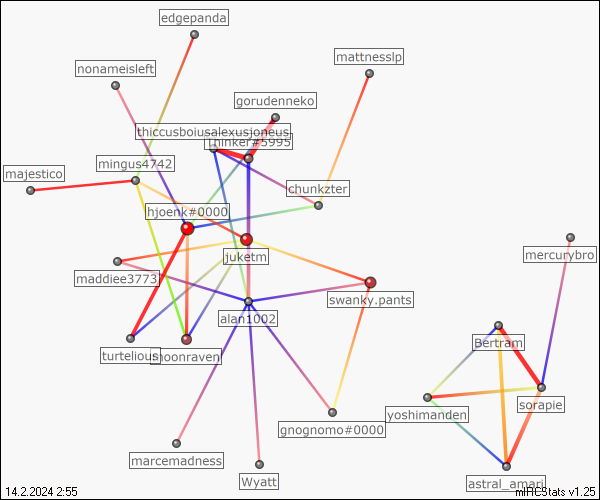 edgepanda
mattnesslp
nonameisleft
gorudenneko
thiccusboiusalexusjoneus
Thinker#5995
mingus4742
majestico
chunkzter
hjoenk#0000
mercurybro
juketm
maddiee3773
swanky.pants
alan1002
Bertram
turtelious
moonraven
sorapie
yoshimanden
gnognomo#0000
marcemadness
Wyatt
astral_amari
14.2.2024 2:55
mIRCStats v1.25